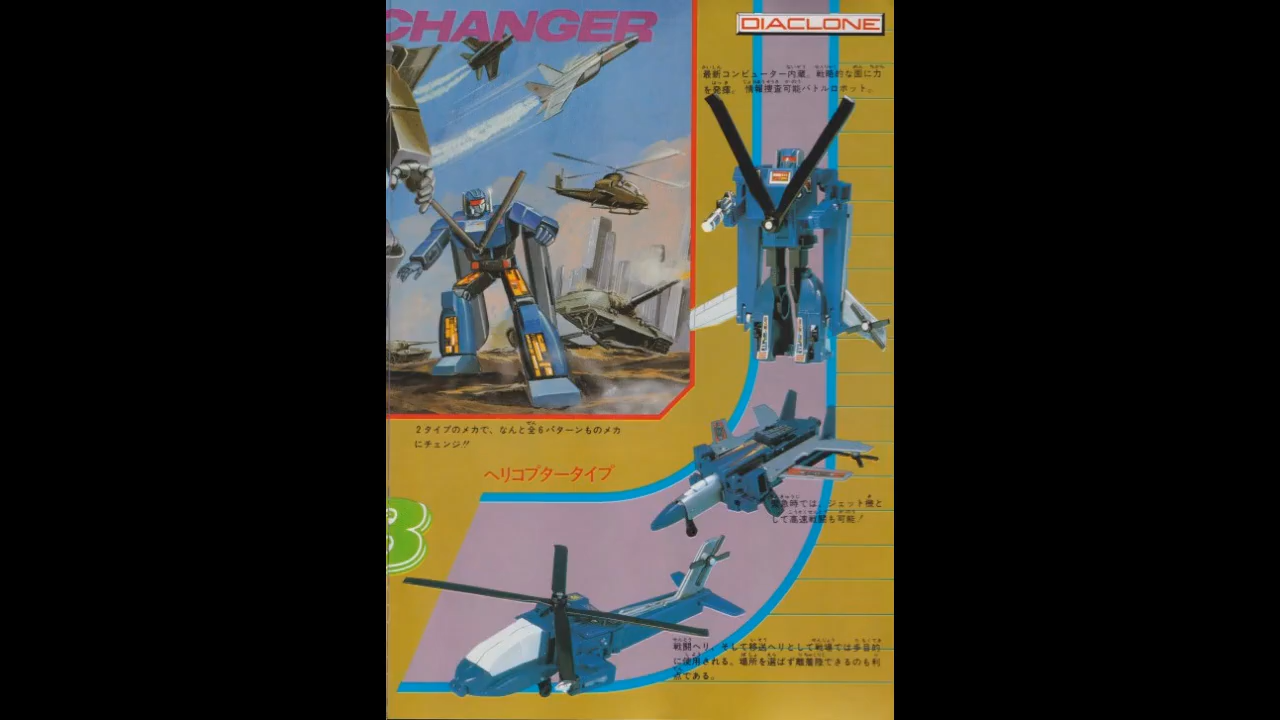 CHANGER
DIACLONE
最新コンピューター内蔵。戦略的な面に力
を発揮。情報捜査可能バトルロボット。
2タイプのメカで、なんと全6パターンものメカ
にチェンジ!!
ヘリコプタータイプ
緊急時では、ジェット機と
して高速戦闘も可能!
戦闘ヘリ、そして移送ヘリとして戦場では多目的
に使用される。場所を選ばず離着陸できるのも利
点である。